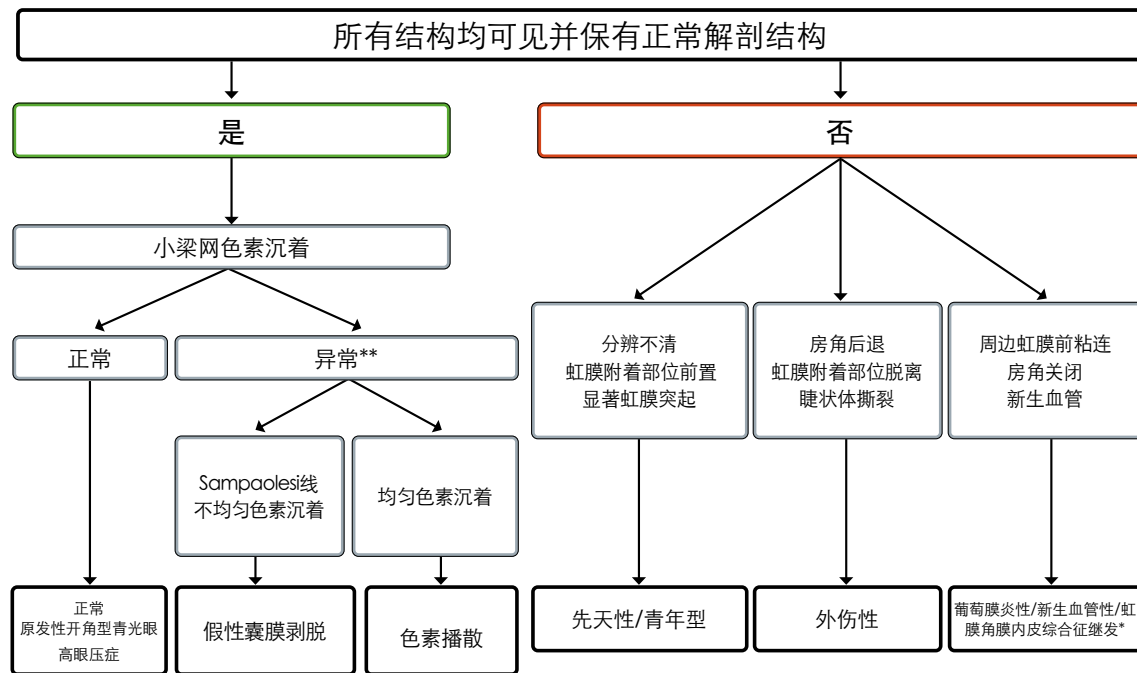 所有结构均可见并保有正常解剖结构
是
否
小梁网色素沉着
正常
异常**
分辨不清
虹膜附着部位前置
显著虹膜突起
房角后退
虹膜附着部位脱离
睫状体撕裂
周边虹膜前粘连
房角关闭
新生血管
Sampaolesi线
不均匀色素沉着
均匀色素沉着
正常
原发性开角型青光眼
高眼压症
假性囊膜剥脱
色素播散
先天性/青年型
外伤性
葡萄膜炎性/新生血管性/虹
膜角膜内皮综合征继发*